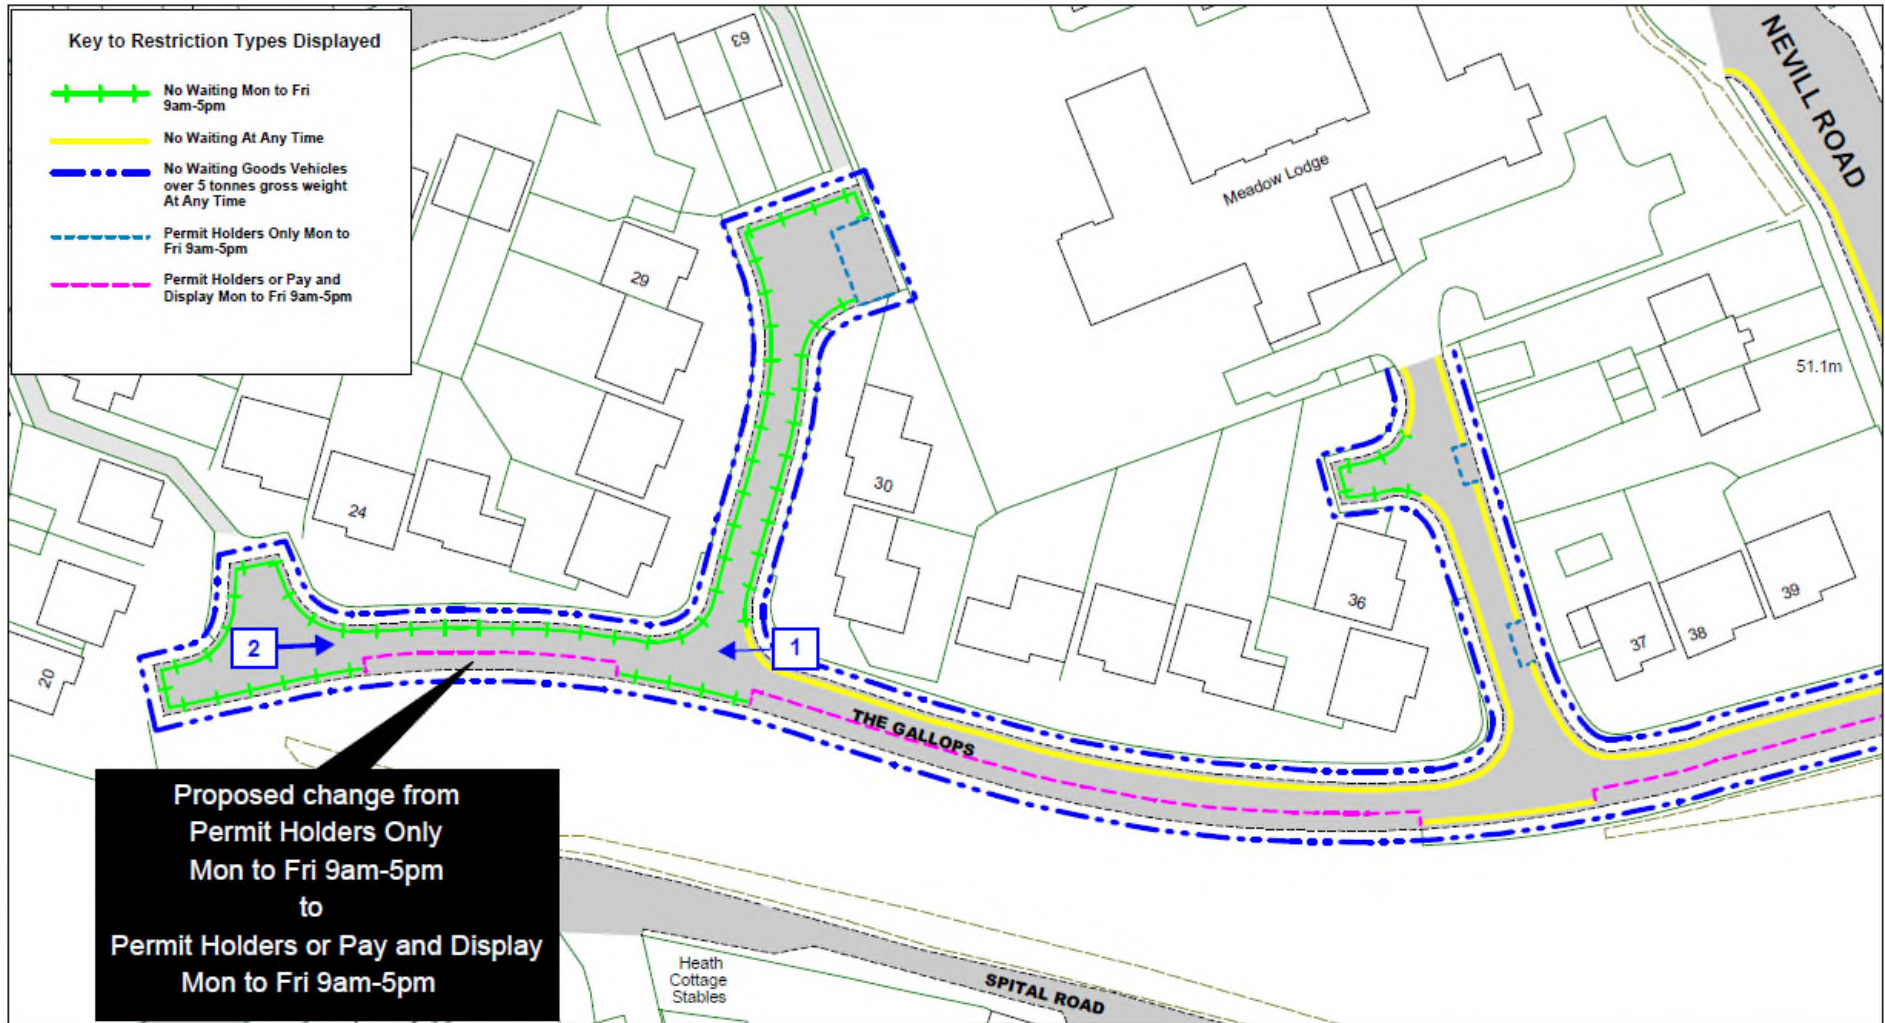 Key to Restriction Types Displayed
No Waiting Mon to Fri
9am-5pm
No Waiting At Any Time
No Waiting Goods Vehicles
over 5 tonnes gross weight
At Any Time
Permit Holders Only Mon to
Fri 9am-5pm
Permit Holders or Pay and
Display Mon to Fri 9am-5pm
63
NEVILL ROAD
Meadow Lodge
29
51.1m
30
24
36
39
38
37
20
2
1
THE GALLOPS
Proposed change from
Permit Holders Only
Mon to Fri 9am-5pm
to
Permit Holders or Pay and Display
Mon to Fri 9am-5pm
Heath
Cottage
Stables
SPITAL ROAD